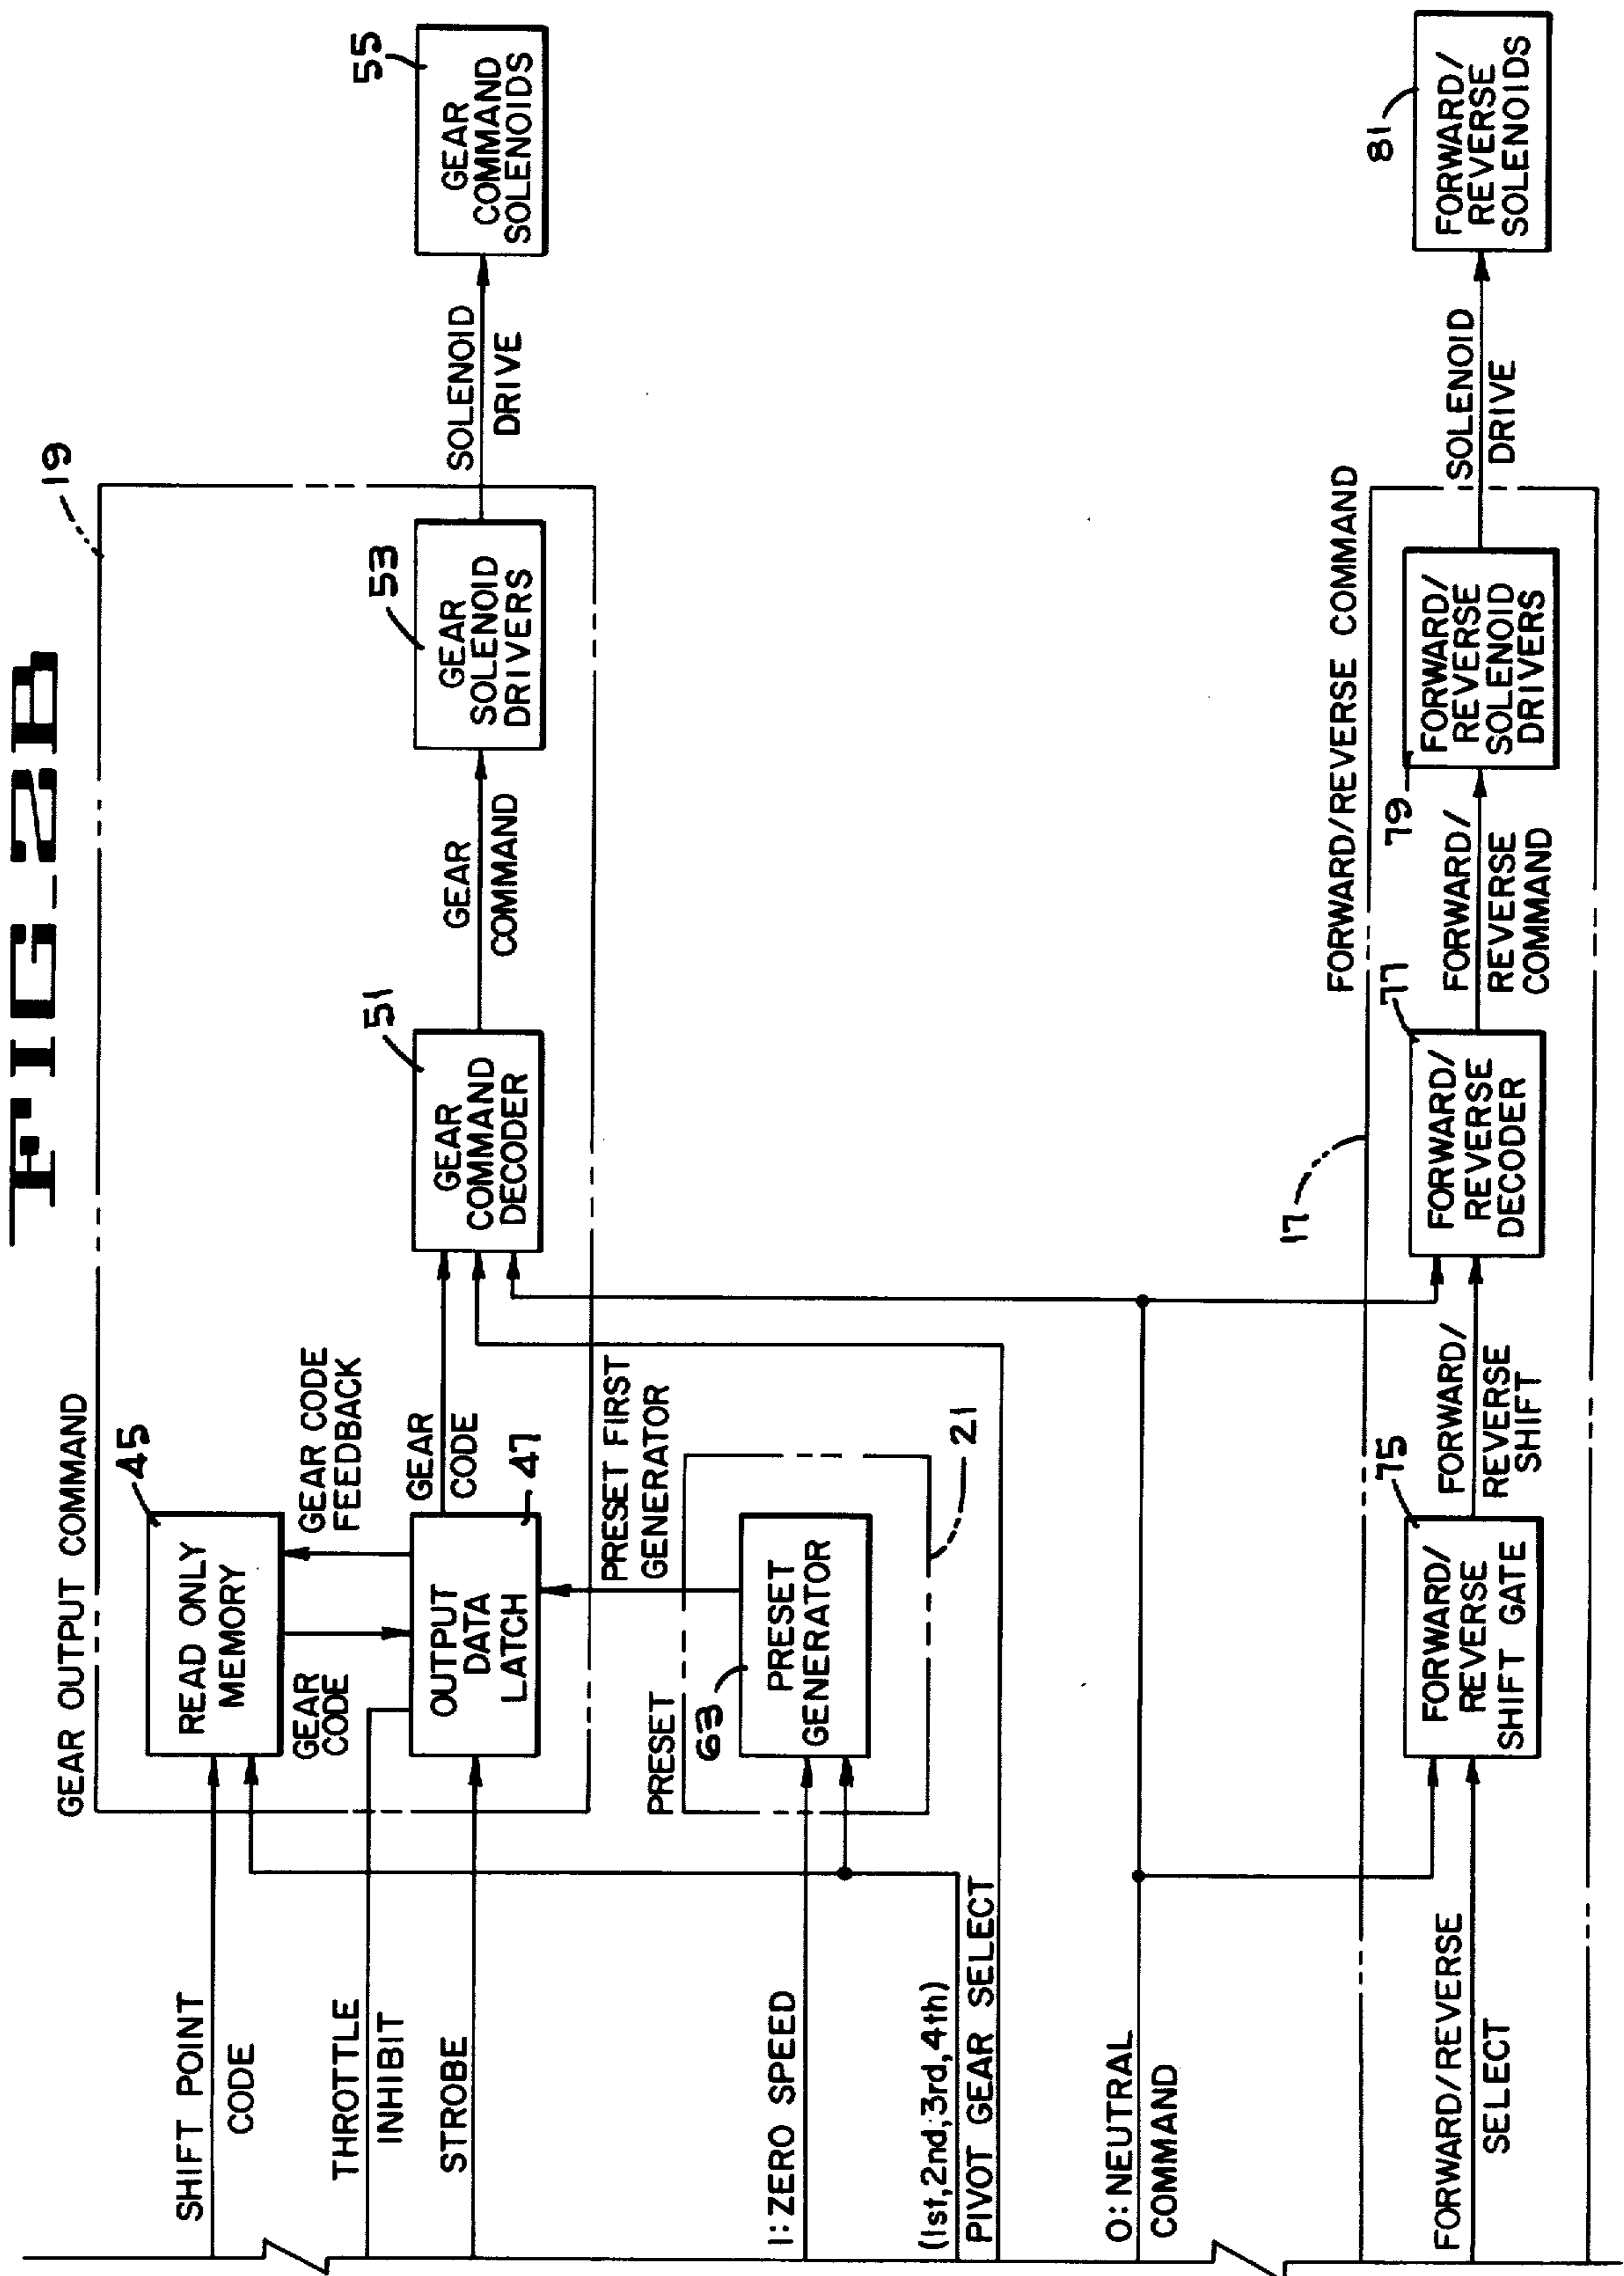 FIG_2B
GEAR OUTPUT COMMAND
19
SHIFT POINT
CODE
THROTTLE
INHIBIT
STROBE
READ ONLY
MEMORY
45
GEAR
CODE
GEAR CODE
FEEDBACK
OUTPUT
DATA
LATCH
47
GEAR
CODE
GEAR
COMMAND
DECODER
51
GEAR
COMMAND
GEAR
SOLENOID
DRIVERS
53
SOLENOID
DRIVE
GEAR
COMMAND
SOLENOIDS
55
PRESET FIRST
GENERATOR
PRESET
63
PRESET
GENERATOR
21
1: ZERO SPEED
(1st,2nd,3rd,4th)
PIVOT GEAR SELECT
0: NEUTRAL
COMMAND
FORWARD/REVERSE COMMAND
17
FORWARD/REVERSE
SELECT
FORWARD/
REVERSE
SHIFT GATE
75
FORWARD/
REVERSE
SHIFT
FORWARD/
REVERSE
DECODER
77
FORWARD/
REVERSE
COMMAND
79
FORWARD/
REVERSE
SOLENOID
DRIVERS
SOLENOID
DRIVE
FORWARD/
REVERSE
SOLENOIDS
81